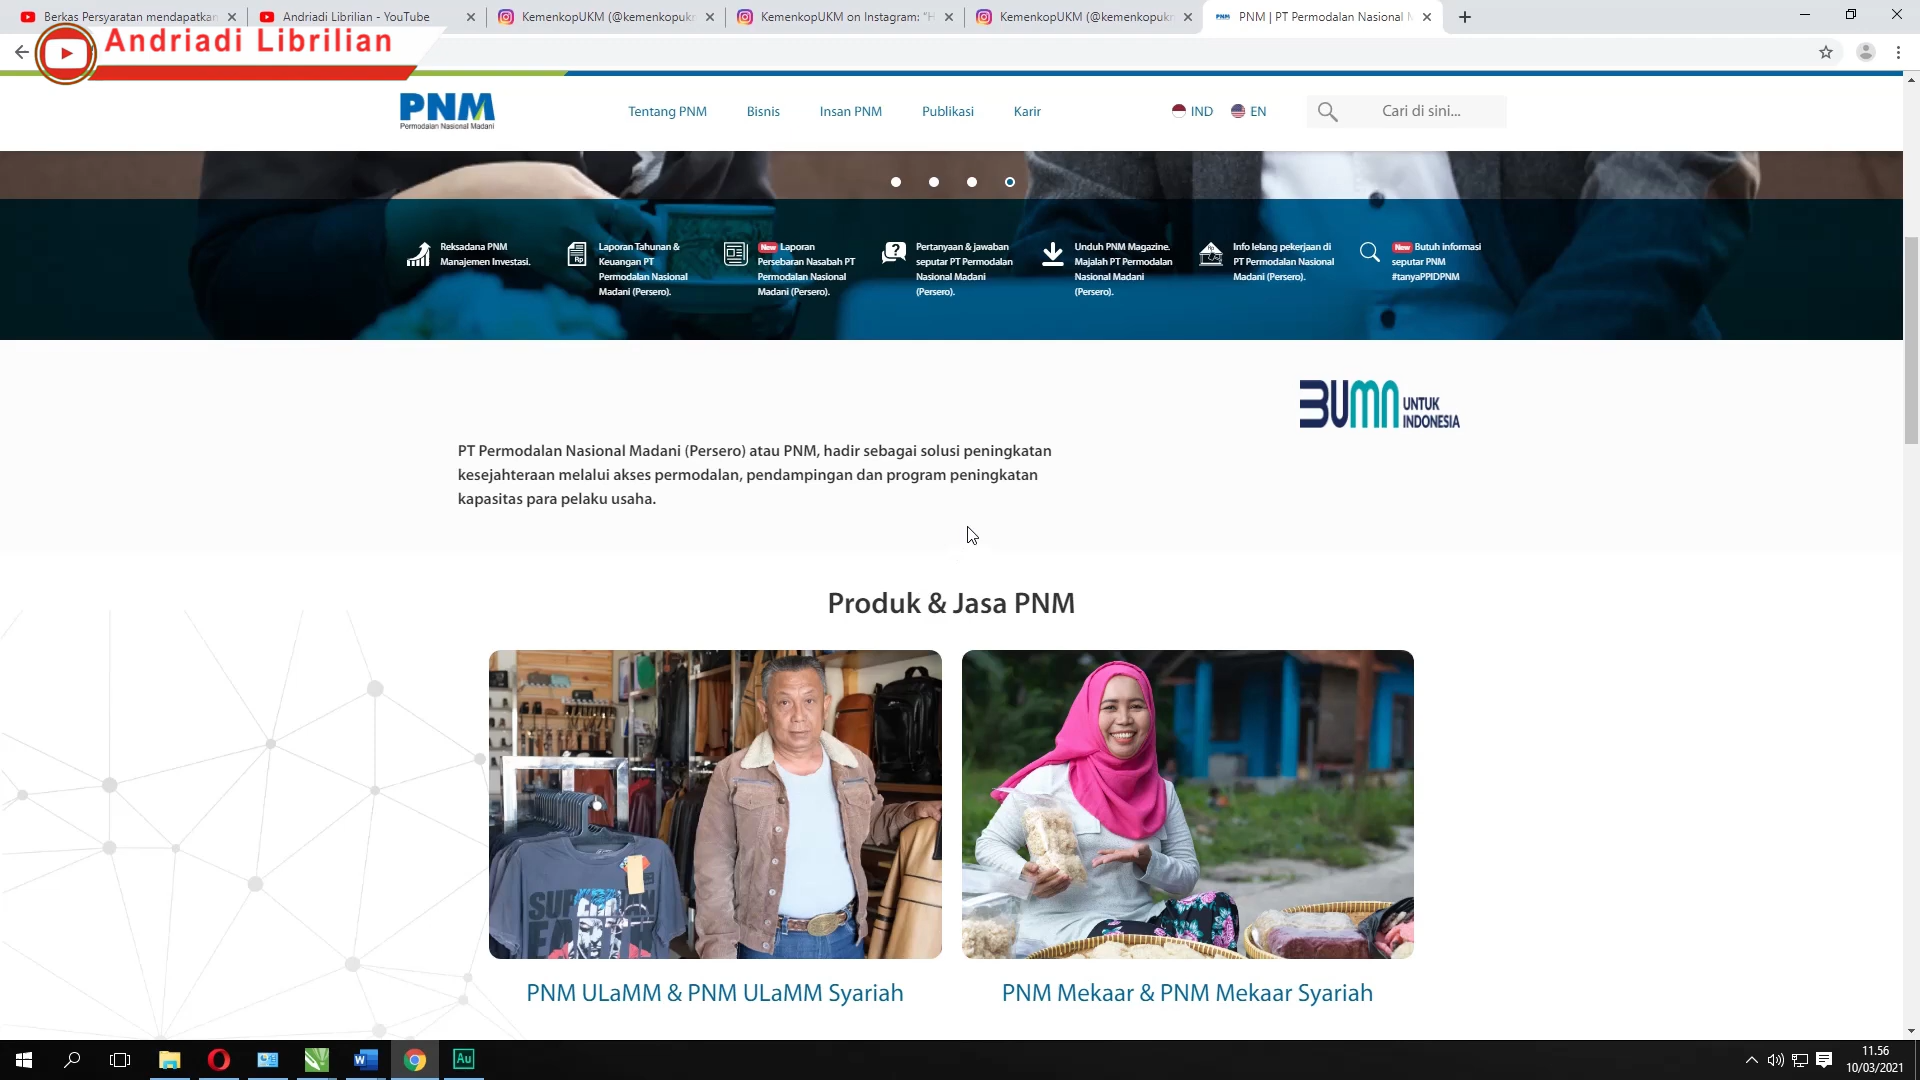 Berkas Persyaratan mendapatkan
Andriadi Librilian - YouTube
KemenkopUKM (@kemenkopukm
KemenkopUKM on Instagram: "H
KemenkopUKM (@kemenkopukm
PNM | PT Permodalan Nasional M
Andriadi Librilian
PNM
Permodalan Nasional Madani
Tentang PNM
Bisnis
Insan PNM
Publikasi
Karir
IND
EN
Cari di sini...
Reksadana PNM
Manajemen Investasi.
Laporan Tahunan &
Keuangan PT
Permodalan Nasional
Madani (Persero).
New Laporan
Persebaran Nasabah PT
Permodalan Nasional
Madani (Persero).
Pertanyaan & jawaban
seputar PT Permodalan
Nasional Madani
(Persero).
Unduh PNM Magazine.
Majalah PT Permodalan
Nasional Madani
(Persero).
Info lelang pekerjaan di
PT Permodalan Nasional
Madani (Persero).
New Butuh informasi
seputar PNM
#tanyaPPIDPNM
BUMN UNTUK
INDONESIA
PT Permodalan Nasional Madani (Persero) atau PNM, hadir sebagai solusi peningkatan
kesejahteraan melalui akses permodalan, pendampingan dan program peningkatan
kapasitas para pelaku usaha.
Produk & Jasa PNM
PNM ULaMM & PNM ULaMM Syariah
PNM Mekaar & PNM Mekaar Syariah
Au
11.56
10/03/2021